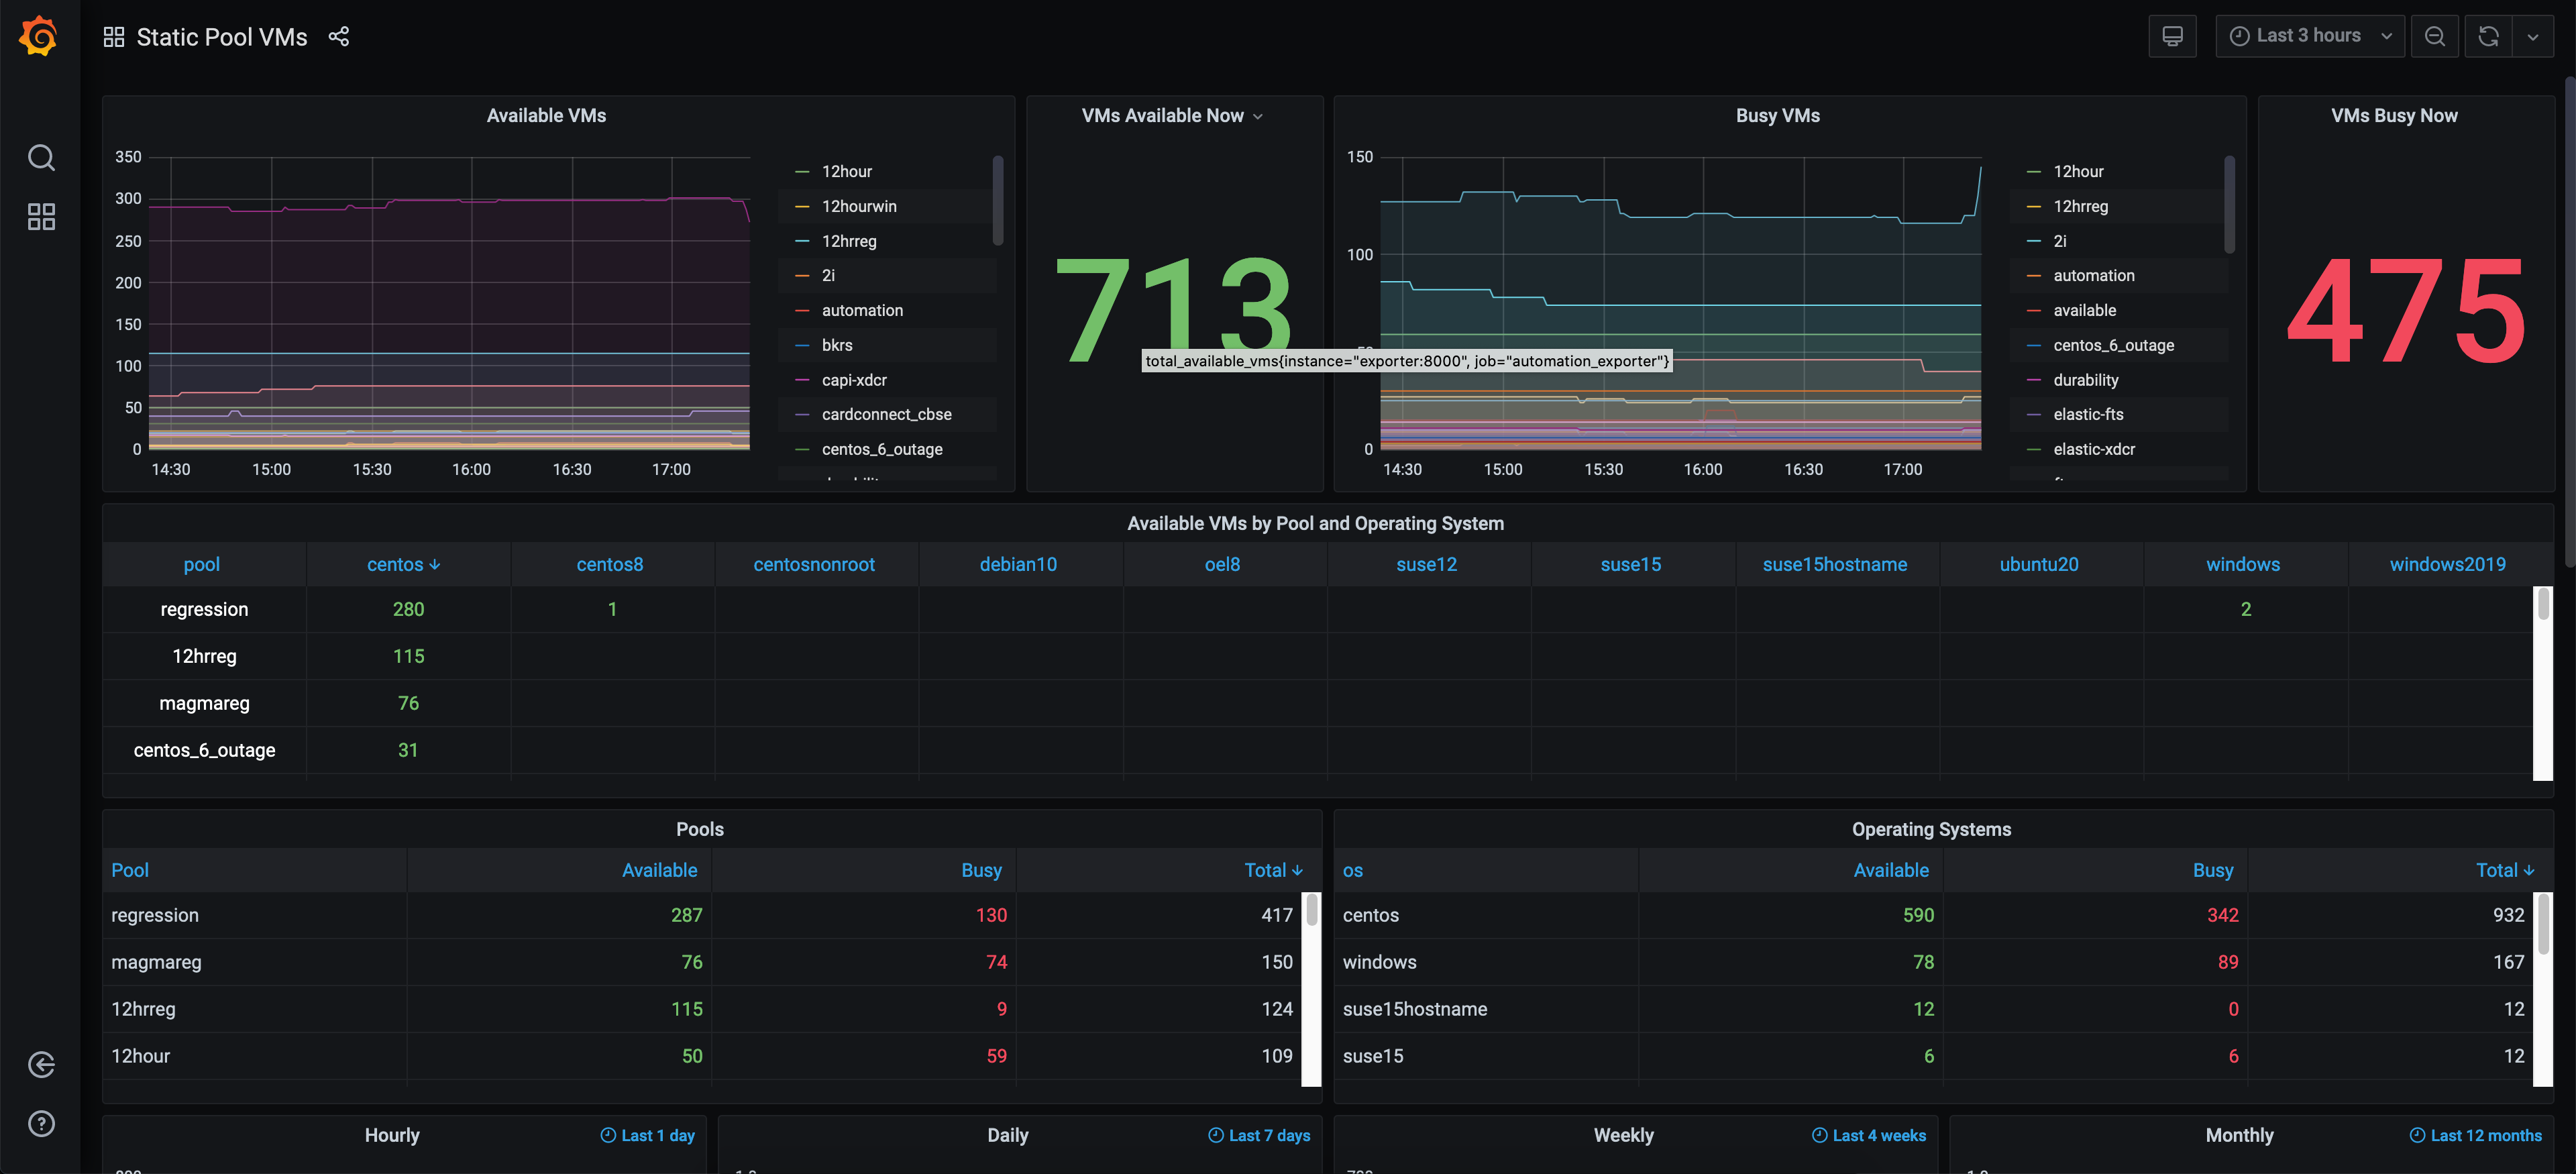 Static Pool VMs
Last 3 hours
Available VMs
350
300
250
200
150
100
50
0
14:30 15:00 15:30 16:00 16:30 17:00
12hour
12hourwin
12hrreg
2i
automation
bkrs
capi-xdcr
cardconnect_cbse
centos_6_outage
VMs Available Now
713
total_available_vms{instance="exporter:8000", job="automation_exporter"}
Busy VMs
150
100
0
14:30 15:00 15:30 16:00 16:30 17:00
12hour
12hrreg
2i
automation
available
centos_6_outage
durability
elastic-fts
elastic-xdcr
VMs Busy Now
475
Available VMs by Pool and Operating System
pool centos centos8 centosnonroot debian10 oel8 suse12 suse15 suse15hostname ubuntu20 windows windows2019
regression 280 1 2
12hrreg 115
magmareg 76
centos_6_outage 31
Pools
Pool Available Busy Total
regression 287 130 417
magmareg 76 74 150
12hrreg 115 9 124
12hour 50 59 109
Operating Systems
os Available Busy Total
centos 590 342 932
windows 78 89 167
suse15hostname 12 0 12
suse15 6 6 12
Hourly Last 1 day
Daily Last 7 days
Weekly Last 4 weeks
Monthly Last 12 months